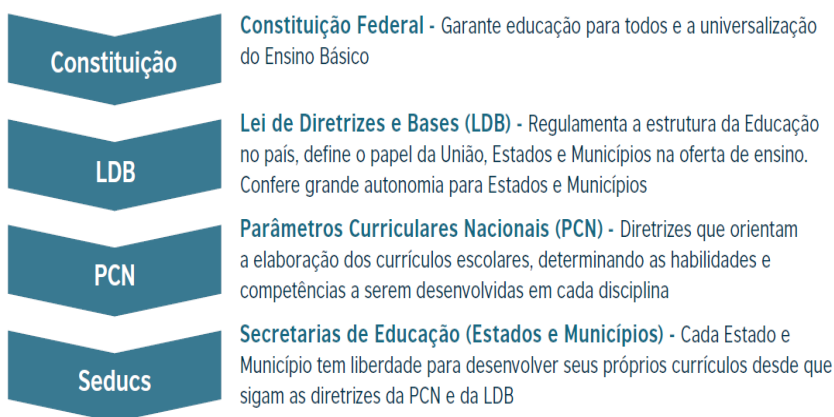 Constituição
Constituição Federal - Garante educação para todos e a universalização
do Ensino Básico
LDB
Lei de Diretrizes e Bases (LDB) - Regulamenta a estrutura da Educação
no país, define o papel da União, Estados e Municípios na oferta de ensino.
Confere grande autonomia para Estados e Municípios
PCN
Parâmetros Curriculares Nacionais (PCN) - Diretrizes que orientam
a elaboração dos currículos escolares, determinando as habilidades e
competências a serem desenvolvidas em cada disciplina
Seducs
Secretarias de Educação (Estados e Municípios) - Cada Estado e
Município tem liberdade para desenvolver seus próprios currículos desde que
sigam as diretrizes da PCN e da LDB